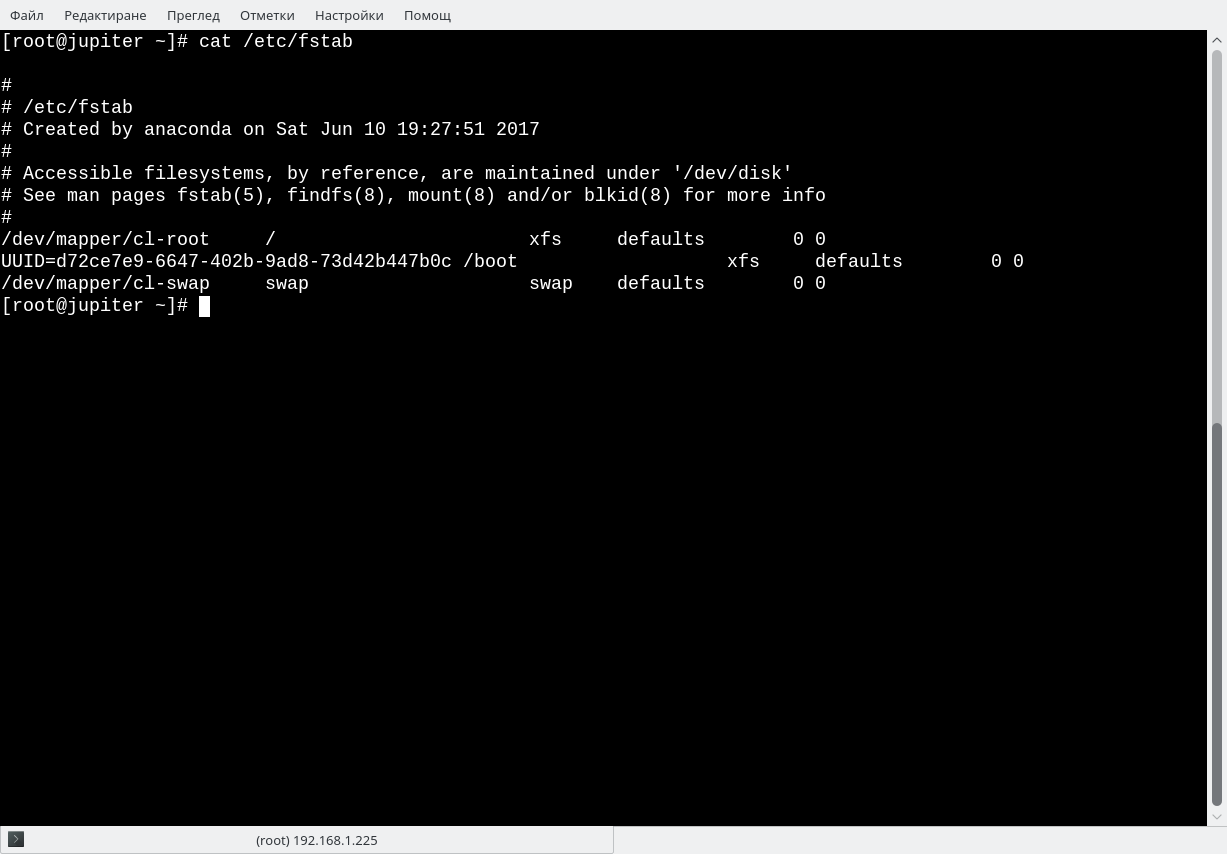 Файл Редактиране Преглед Отметки Настройки Помощ
[root@jupiter ~]# cat /etc/fstab

#
# /etc/fstab
# Created by anaconda on Sat Jun 10 19:27:51 2017
#
# Accessible filesystems, by reference, are maintained under '/dev/disk'
# See man pages fstab(5), findfs(8), mount(8) and/or blkid(8) for more info
#
/dev/mapper/cl-root     /                       xfs     defaults        0 0
UUID=d72ce7e9-6647-402b-9ad8-73d42b447b0c /boot                   xfs     defaults        0 0
/dev/mapper/cl-swap     swap                    swap    defaults        0 0
[root@jupiter ~]#
(root) 192.168.1.225